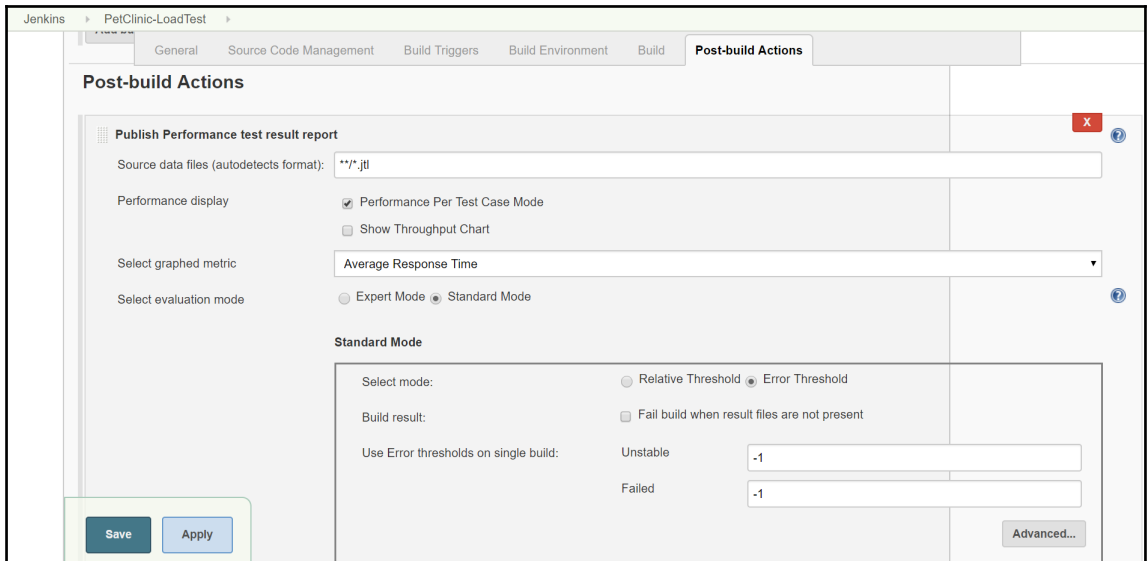 Jenkins PetClinic-LoadTest
General Source Code Management Build Triggers Build Environment Build Post-build Actions
Post-build Actions
X
Publish Performance test result report
Source data files (autodetects format): **/*.jtl
Performance display Performance Per Test Case Mode
Show Throughput Chart
Select graphed metric Average Response Time
Select evaluation mode Expert Mode Standard Mode
Standard Mode
Select mode: Relative Threshold Error Threshold
Build result: Fail build when result files are not present
Use Error thresholds on single build: Unstable -1
Failed -1
Save Apply Advanced...